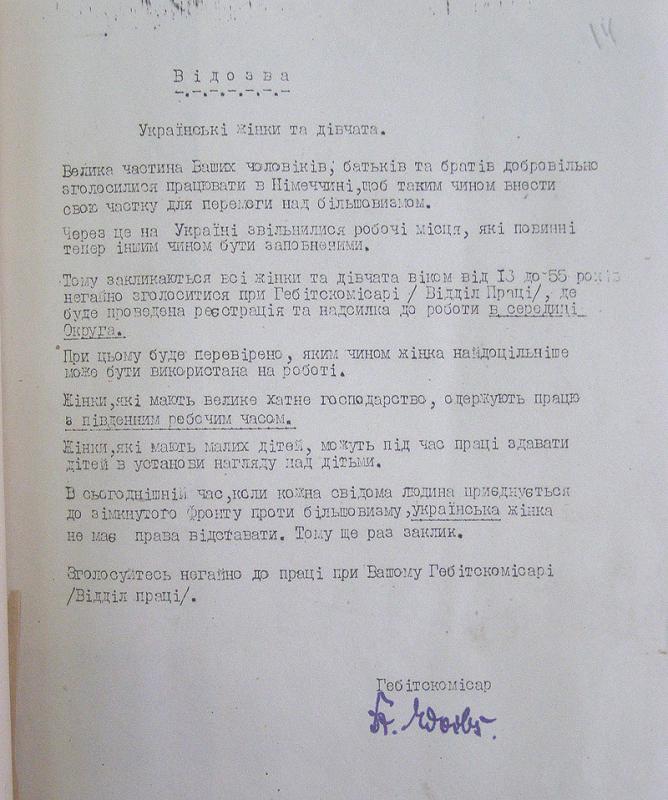 14
Відозва
Українські жінки та дівчата.
Велика частина Ваших чоловіків, батьків та братів добровільно
зголосилися працювати в Німеччині,щоб таким чином внести
свою частку для перемоги над більшовизмом.
Через це на Україні звільнилися робочі місця, які повинні
тепер іншим чином бути заповненими.
Тому закликаються всі жінки та дівчата віком від 13 до 55 років
негайно зголоситися при Гебітскомісарі / Відділ Праці/, де
буде проведена реєстрація та надсилка до роботи в середині
Округа.
При цьому буде перевірено, яким чином жінка найдоцільніше
може бути використана на роботі.
Жінки,які мають велике хатне господарство, одержують працю
з південним робочим часом.
Жінки,які мають малих дітей, можуть під час праці здавати
дітей в установи нагляду над дітьми.
В сьогоднішній час,коли кожна свідома людина приєднується
до зімкнутого фронту проти більшовизму,українська жінка
не має права відставати. Тому ще раз заклик.
Зголосуйтесь негайно до праці при Вашому Гебітскомісарі
/Відділ праці/.
Гебітскомісар